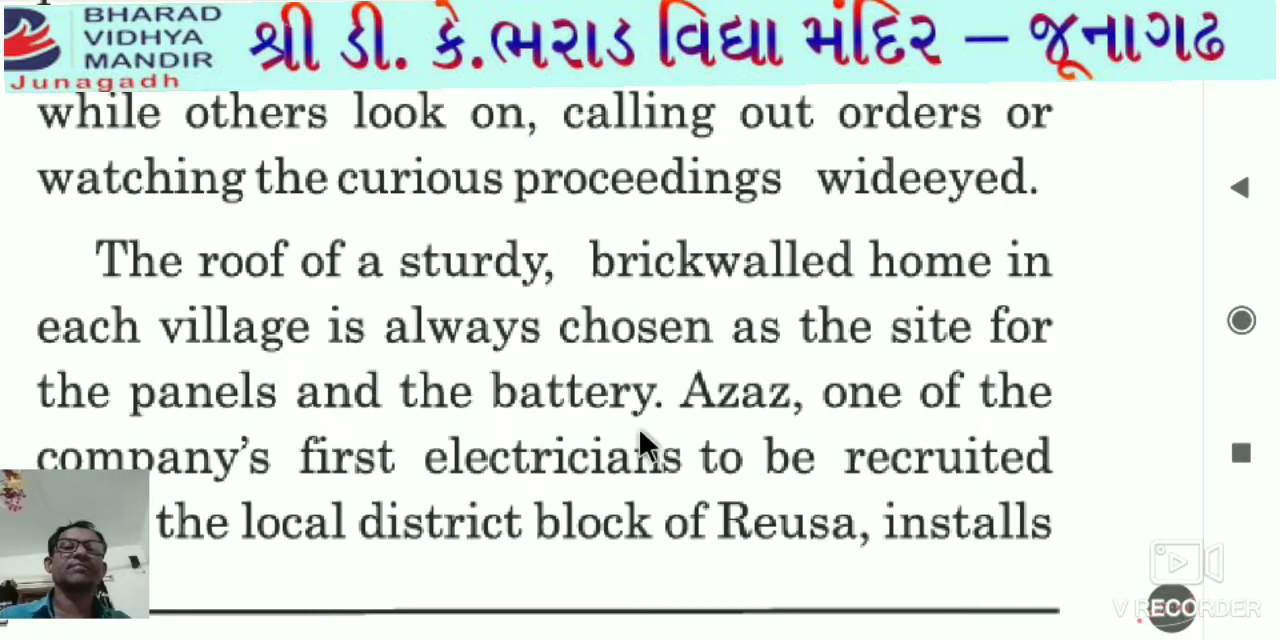 BHARAD
VIDHYA
MANDIR
Junagadh
શ્રી ડી. કે.ભરાડ વિદ્યા મંદિર – જૂનાગઢ
while others look on, calling out orders or
watching the curious proceedings wideeyed.
The roof of a sturdy, brickwalled home in
each village is always chosen as the site for
the panels and the battery. Azaz, one of the
company's first electricians to be recruited
the local district block of Reusa, installs
V RECORDER